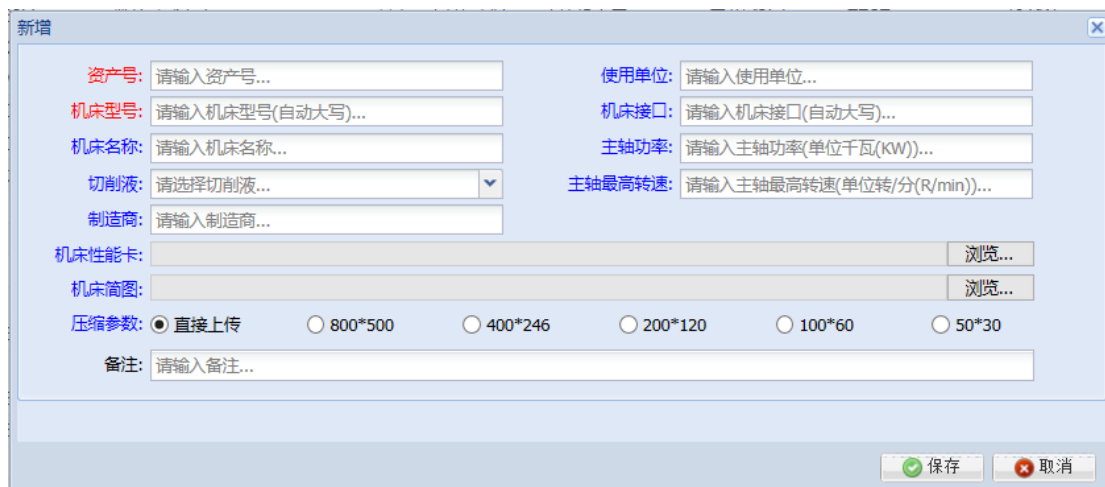 新增
资产号: 请输入资产号... 使用单位: 请输入使用单位...
机床型号: 请输入机床型号(自动大写)... 机床接口: 请输入机床接口(自动大写)...
机床名称: 请输入机床名称... 主轴功率: 请输入主轴功率(单位千瓦(KW))...
切削液: 请选择切削液... 主轴最高转速: 请输入主轴最高转速(单位转/分(R/min))...
制造商: 请输入制造商...
机床性能卡: 浏览...
机床简图: 浏览...
压缩参数: 直接上传 800*500 400*246 200*120 100*60 50*30
备注: 请输入备注...
保存 取消